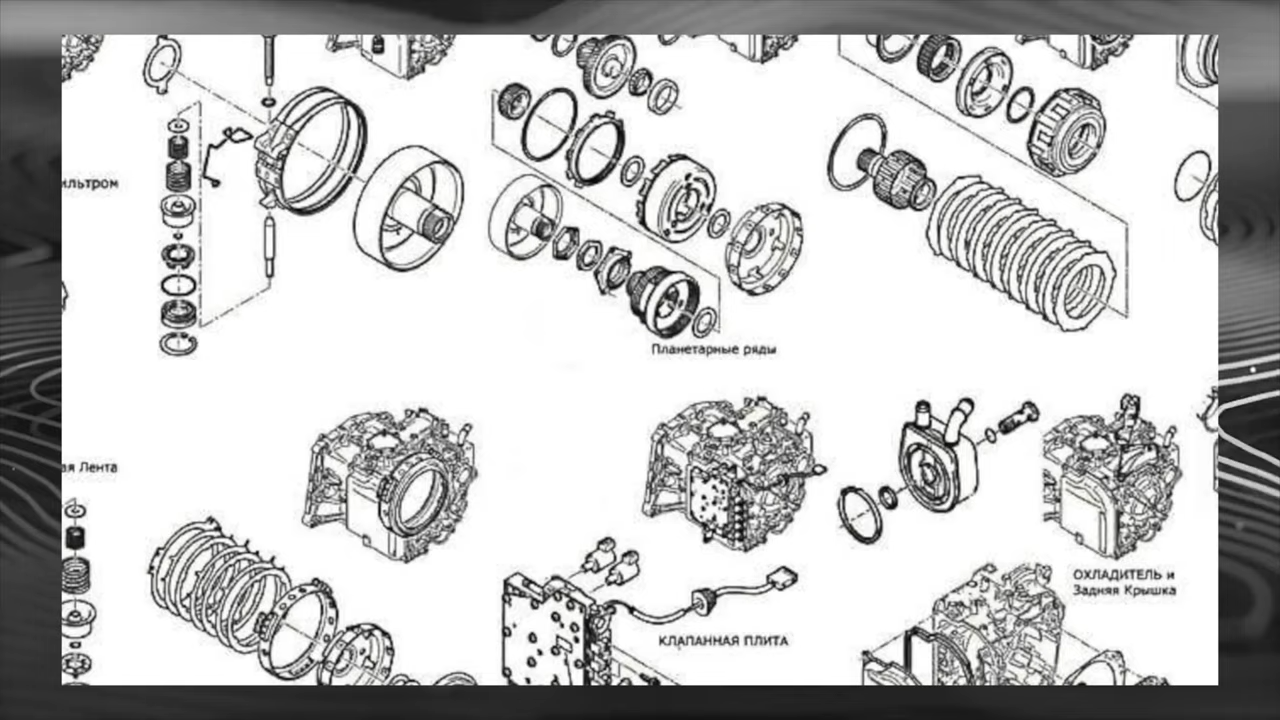 ильтром
Планетарные ряды
ая Лента
ОХЛАДИТЕЛЬ и
Задняя Крышка
КЛАПАННАЯ ПЛИТА